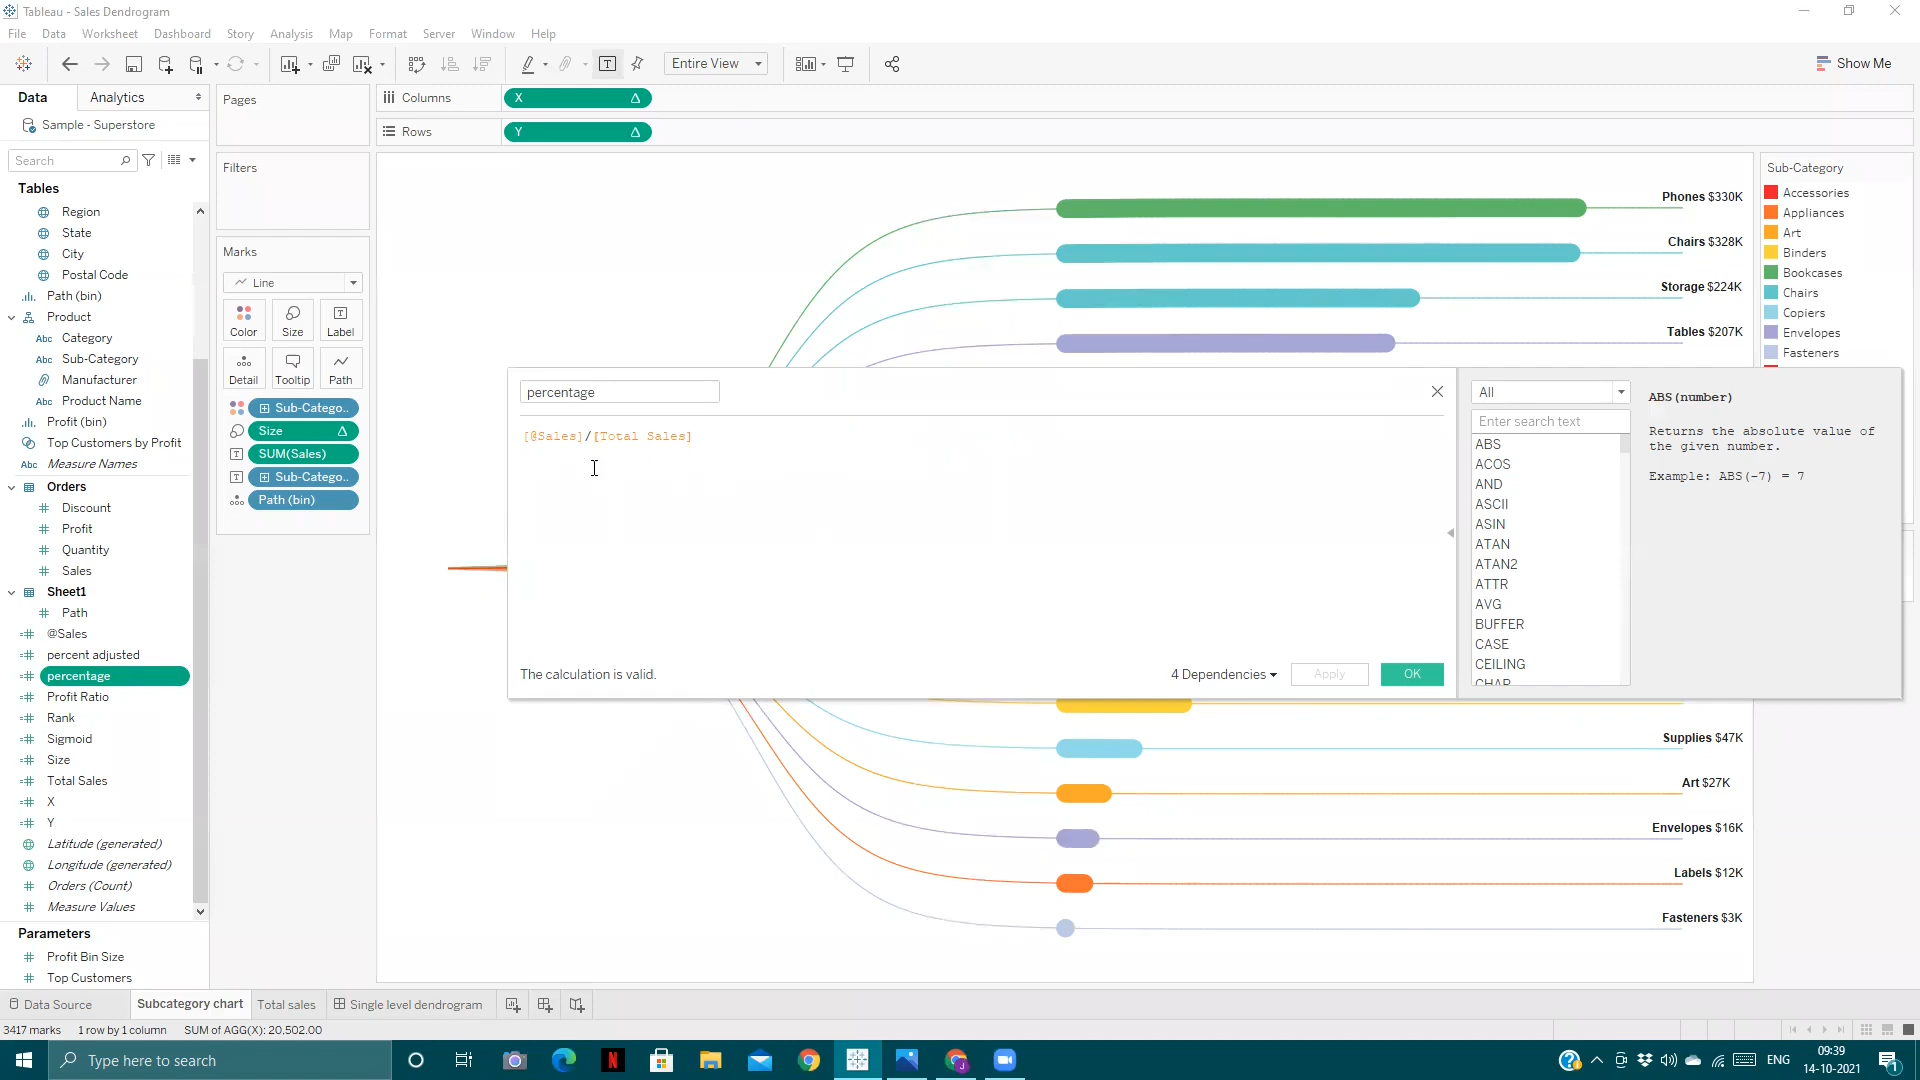 Tableau - Sales Dendrogram
File Data Worksheet Dashboard Story Analysis Map Format Server Window Help
Entire View
Show Me
Data Analytics
Sample - Superstore
Search
Tables
Region
State
City
Postal Code
Path (bin)
Product
Abc Category
Abc Sub-Category
Manufacturer
Abc Product Name
Profit (bin)
Top Customers by Profit
Abc Measure Names
Orders
Discount
Profit
Quantity
Sales
Sheet1
Path
@Sales
percent adjusted
percentage
Profit Ratio
Rank
Sigmoid
Size
Total Sales
X
Y
Latitude (generated)
Longitude (generated)
Orders (Count)
Measure Values
Parameters
Profit Bin Size
Top Customers
Pages
Filters
Marks
Line
Color Size Label
Detail Tooltip Path
Sub-Catego..
Size
SUM(Sales)
Sub-Catego..
Path (bin)
Columns X
Rows Y
Phones $330K
Chairs $328K
Storage $224K
Tables $207K
Supplies $47K
Art $27K
Envelopes $16K
Labels $12K
Fasteners $3K
Sub-Category
Accessories
Appliances
Art
Binders
Bookcases
Chairs
Copiers
Envelopes
Fasteners
percentage
[@Sales]/[Total Sales]
The calculation is valid.
4 Dependencies
Apply
OK
All
Enter search text
ABS
ACOS
AND
ASCII
ASIN
ATAN
ATAN2
ATTR
AVG
BUFFER
CASE
CEILING
CHAR
ABS(number)
Returns the absolute value of
the given number.
Example: ABS(-7) = 7
Data Source Subcategory chart Total sales Single level dendrogram
3417 marks 1 row by 1 column SUM of AGG(X): 20,502.00
Type here to search
ENG
09:39
14-10-2021
1